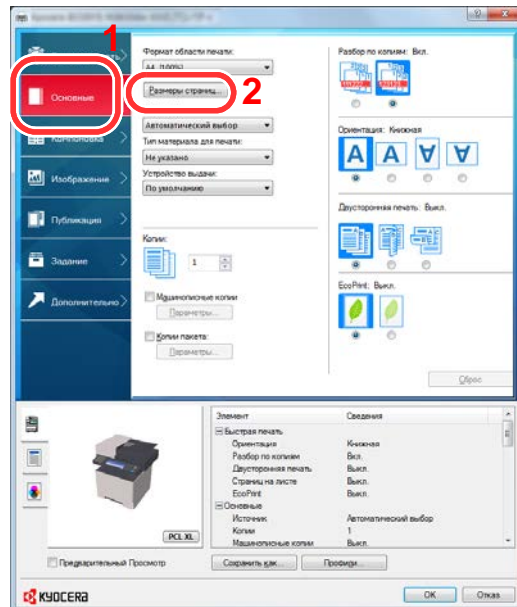 1
Формат области печати:
A4 [100%]
Размеры страниц...
2
Автоматический выбор
Тип материала для печати:
Не указано
Устройство выдачи:
По умолчанию
Копии:
1
Машинописные копии
Параметры...
Копии пакета:
Параметры...
Основные
Компоновка
Изображение
Публикация
Задание
Дополнительно
Разбор по копиям: Вкл.
Ориентация: Книжная
A A A A
Двусторонняя печать: Выкл.
EcoPrint: Выкл.
Сброс
PCL XL
Предварительный Просмотр
Элемент Сведения
Быстрая печать
Ориентация Книжная
Разбор по копиям Вкл.
Двусторонняя печать Выкл.
Страниц на листе Выкл.
EcoPrint Выкл.
Основные
Источник Автоматический выбор
Копии 1
Машинописные копии Выкл.
Сохранить как... Профили...
KYOCERA
OK Отказ